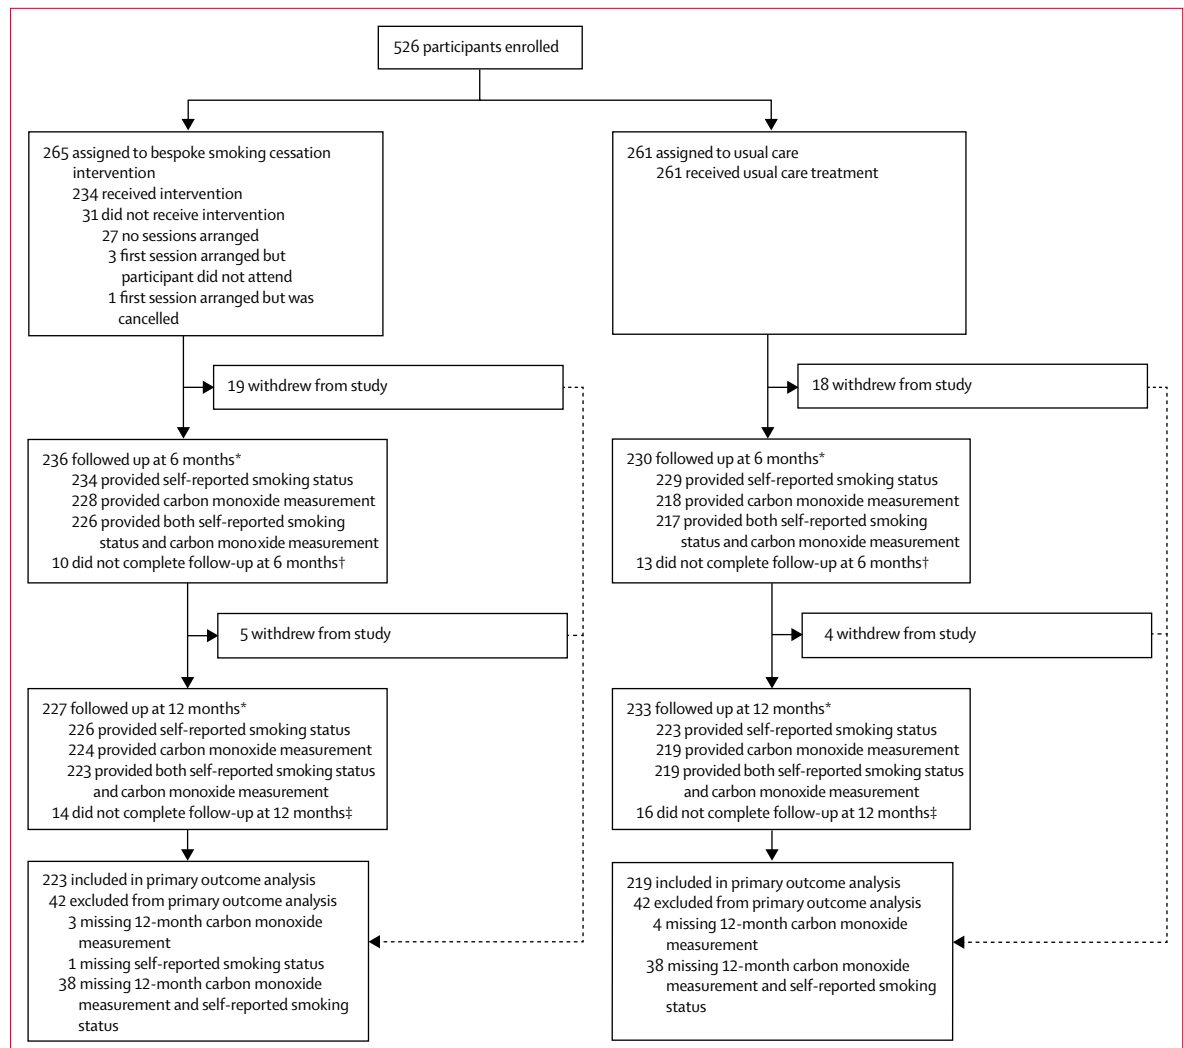 526 participants enrolled
265 assigned to bespoke smoking cessation
intervention
234 received intervention
31 did not receive intervention
27 no sessions arranged
3 first session arranged but
participant did not attend
1 first session arranged but was
cancelled
261 assigned to usual care
261 received usual care treatment
19 withdrew from study
18 withdrew from study
236 followed up at 6 months*
234 provided self-reported smoking status
228 provided carbon monoxide measurement
226 provided both self-reported smoking
status and carbon monoxide measurement
10 did not complete follow-up at 6 months†
230 followed up at 6 months*
229 provided self-reported smoking status
218 provided carbon monoxide measurement
217 provided both self-reported smoking
status and carbon monoxide measurement
13 did not complete follow-up at 6 months†
5 withdrew from study
4 withdrew from study
227 followed up at 12 months*
226 provided self-reported smoking status
224 provided carbon monoxide measurement
223 provided both self-reported smoking status
and carbon monoxide measurement
14 did not complete follow-up at 12 months‡
233 followed up at 12 months*
223 provided self-reported smoking status
219 provided carbon monoxide measurement
219 provided both self-reported smoking status
and carbon monoxide measurement
16 did not complete follow-up at 12 months‡
223 included in primary outcome analysis
42 excluded from primary outcome analysis
3 missing 12-month carbon monoxide
measurement
1 missing self-reported smoking status
38 missing 12-month carbon monoxide
measurement and self-reported smoking
status
219 included in primary outcome analysis
42 excluded from primary outcome analysis
4 missing 12-month carbon monoxide
measurement
38 missing 12-month carbon monoxide
measurement and self-reported smoking
status